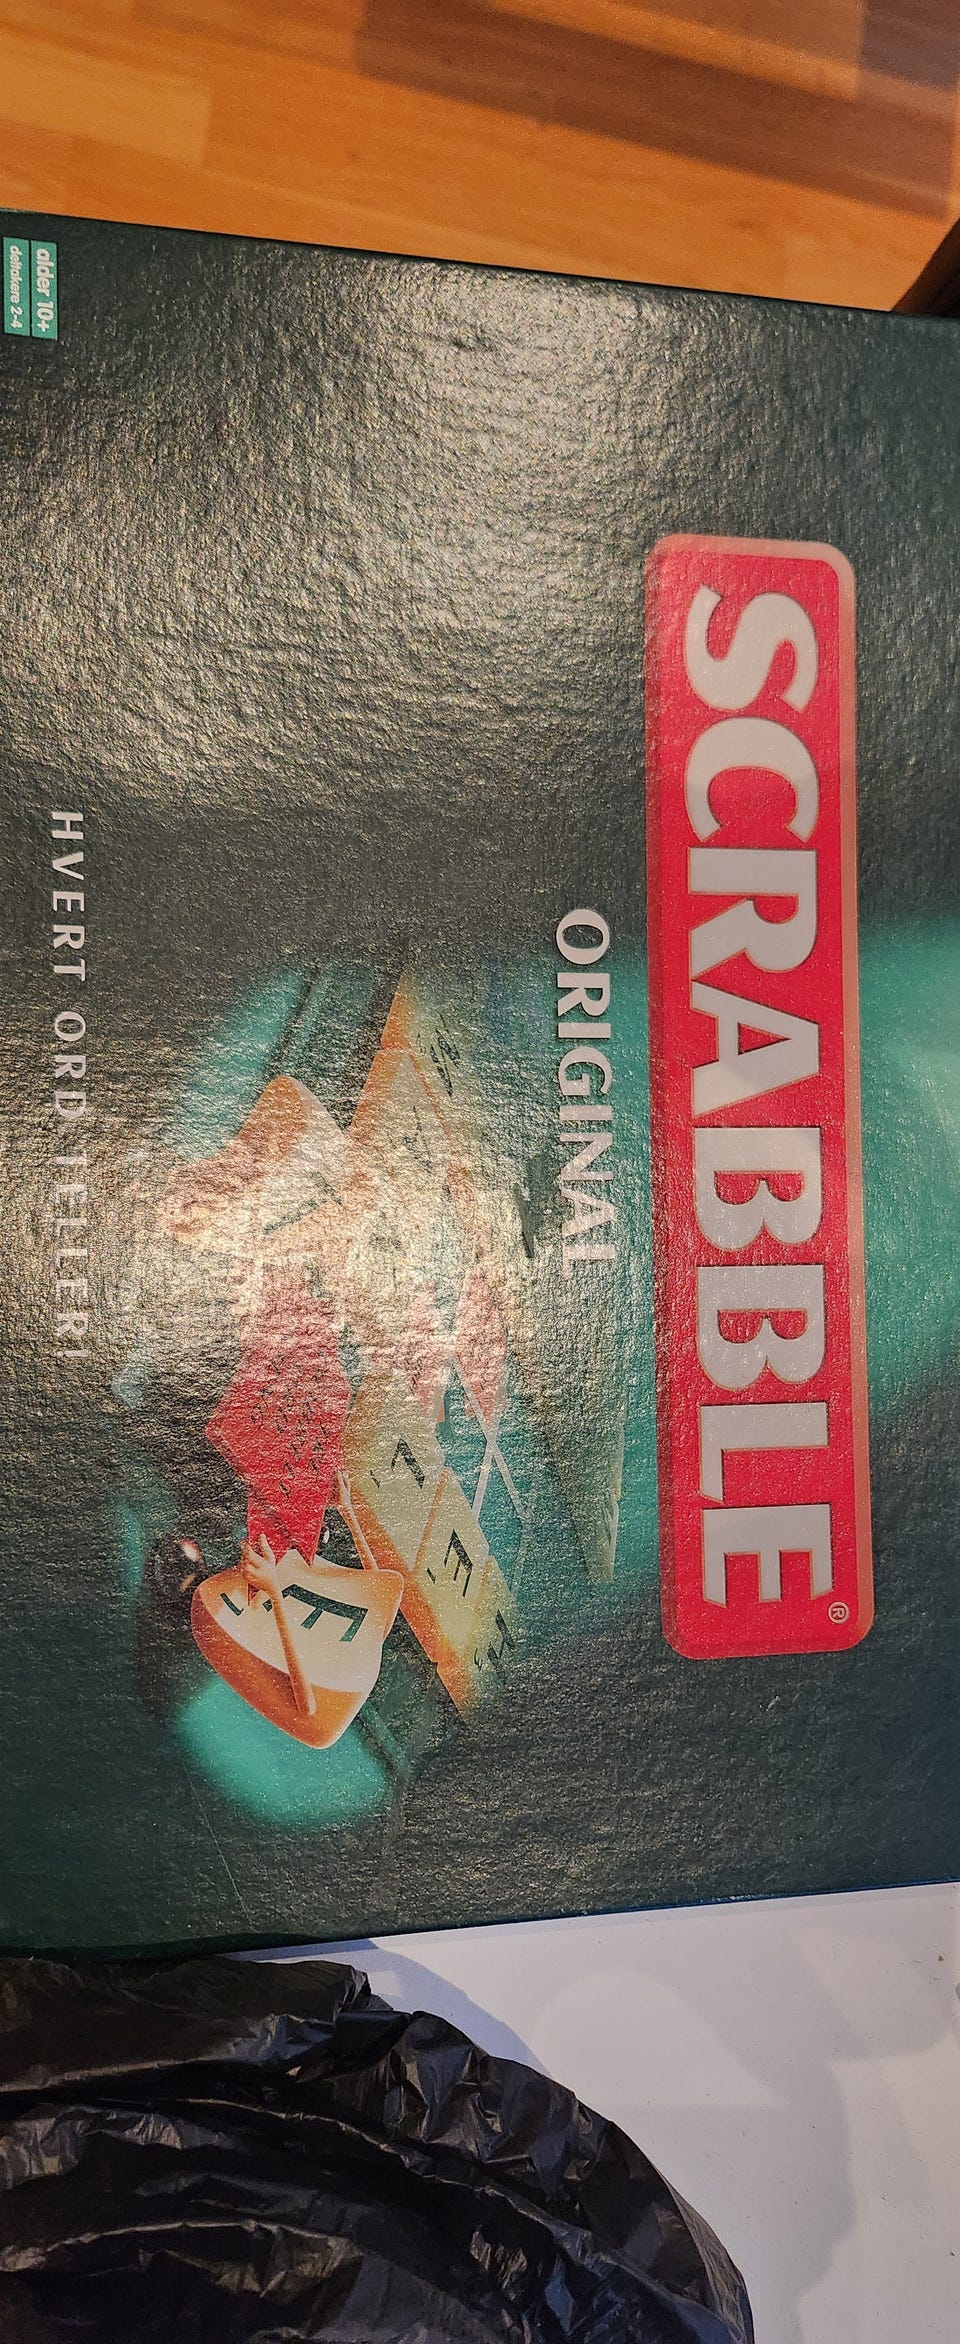 SCRABBLE®
ORIGINAL
HVERT ORD TELLER!
alder 10+
deltakere 2-4
E
L
E